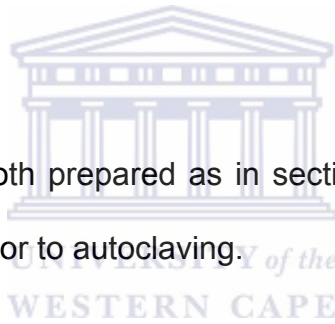 oth prepared as in secti
or to autoclaving.
UNIVERSITY of the
WESTERN CAPE